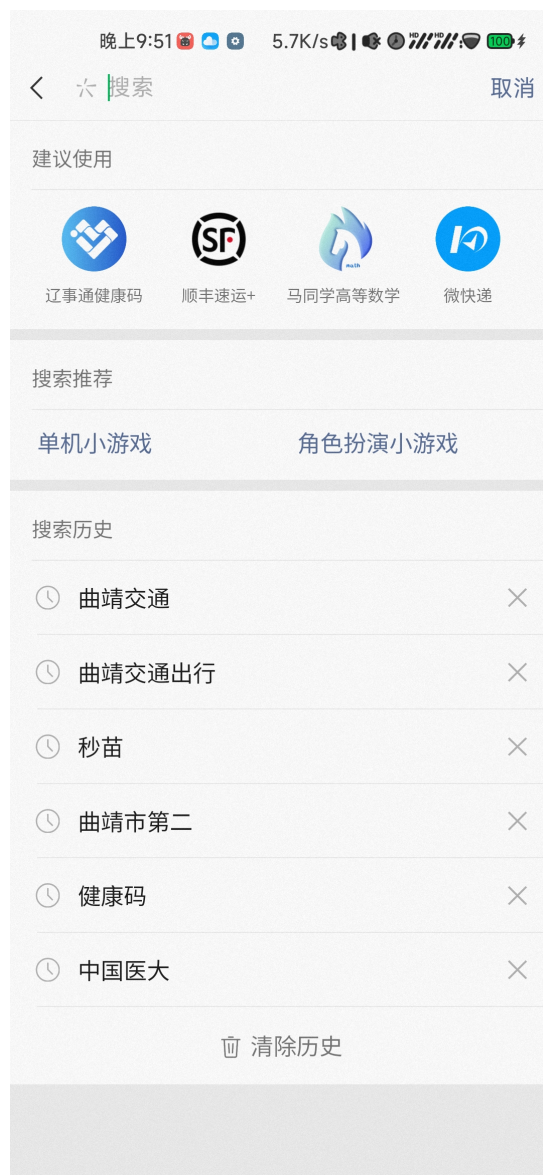 晚上9:51 5.7K/s HD HD 100
搜索 取消
建议使用
SF
math
辽事通健康码 顺丰速运+ 马同学高等数学 微快递
搜索推荐
单机小游戏 角色扮演小游戏
搜索历史
曲靖交通
曲靖交通出行
秒苗
曲靖市第二
健康码
中国医大
清除历史